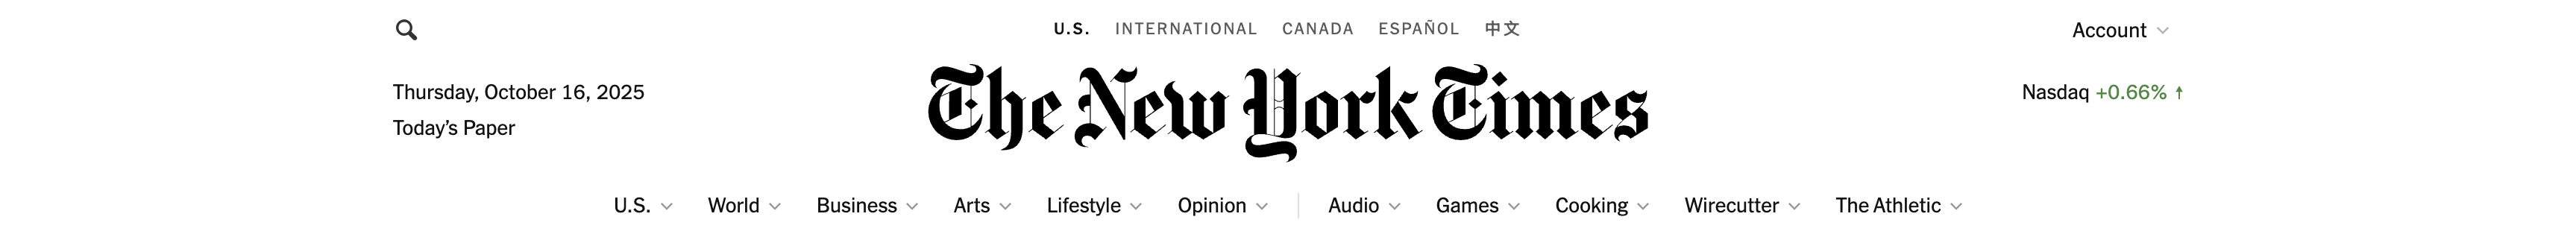 U.S. INTERNATIONAL CANADA ESPAÑOL 中文
Account
Thursday, October 16, 2025
Today’s Paper
The New York Times
Nasdaq +0.66%
U.S. World Business Arts Lifestyle Opinion Audio Games Cooking Wirecutter The Athletic